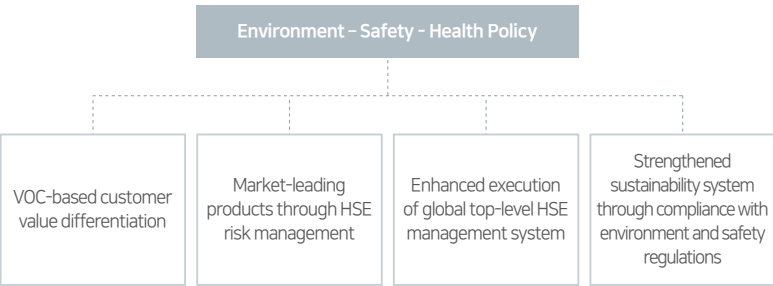 Environment – Safety - Health Policy
VOC-based customer
value differentiation
Market-leading
products through HSE
risk management
Enhanced execution
of global top-level HSE
management system
Strengthened
sustainability system
through compliance with
environment and safety
regulations